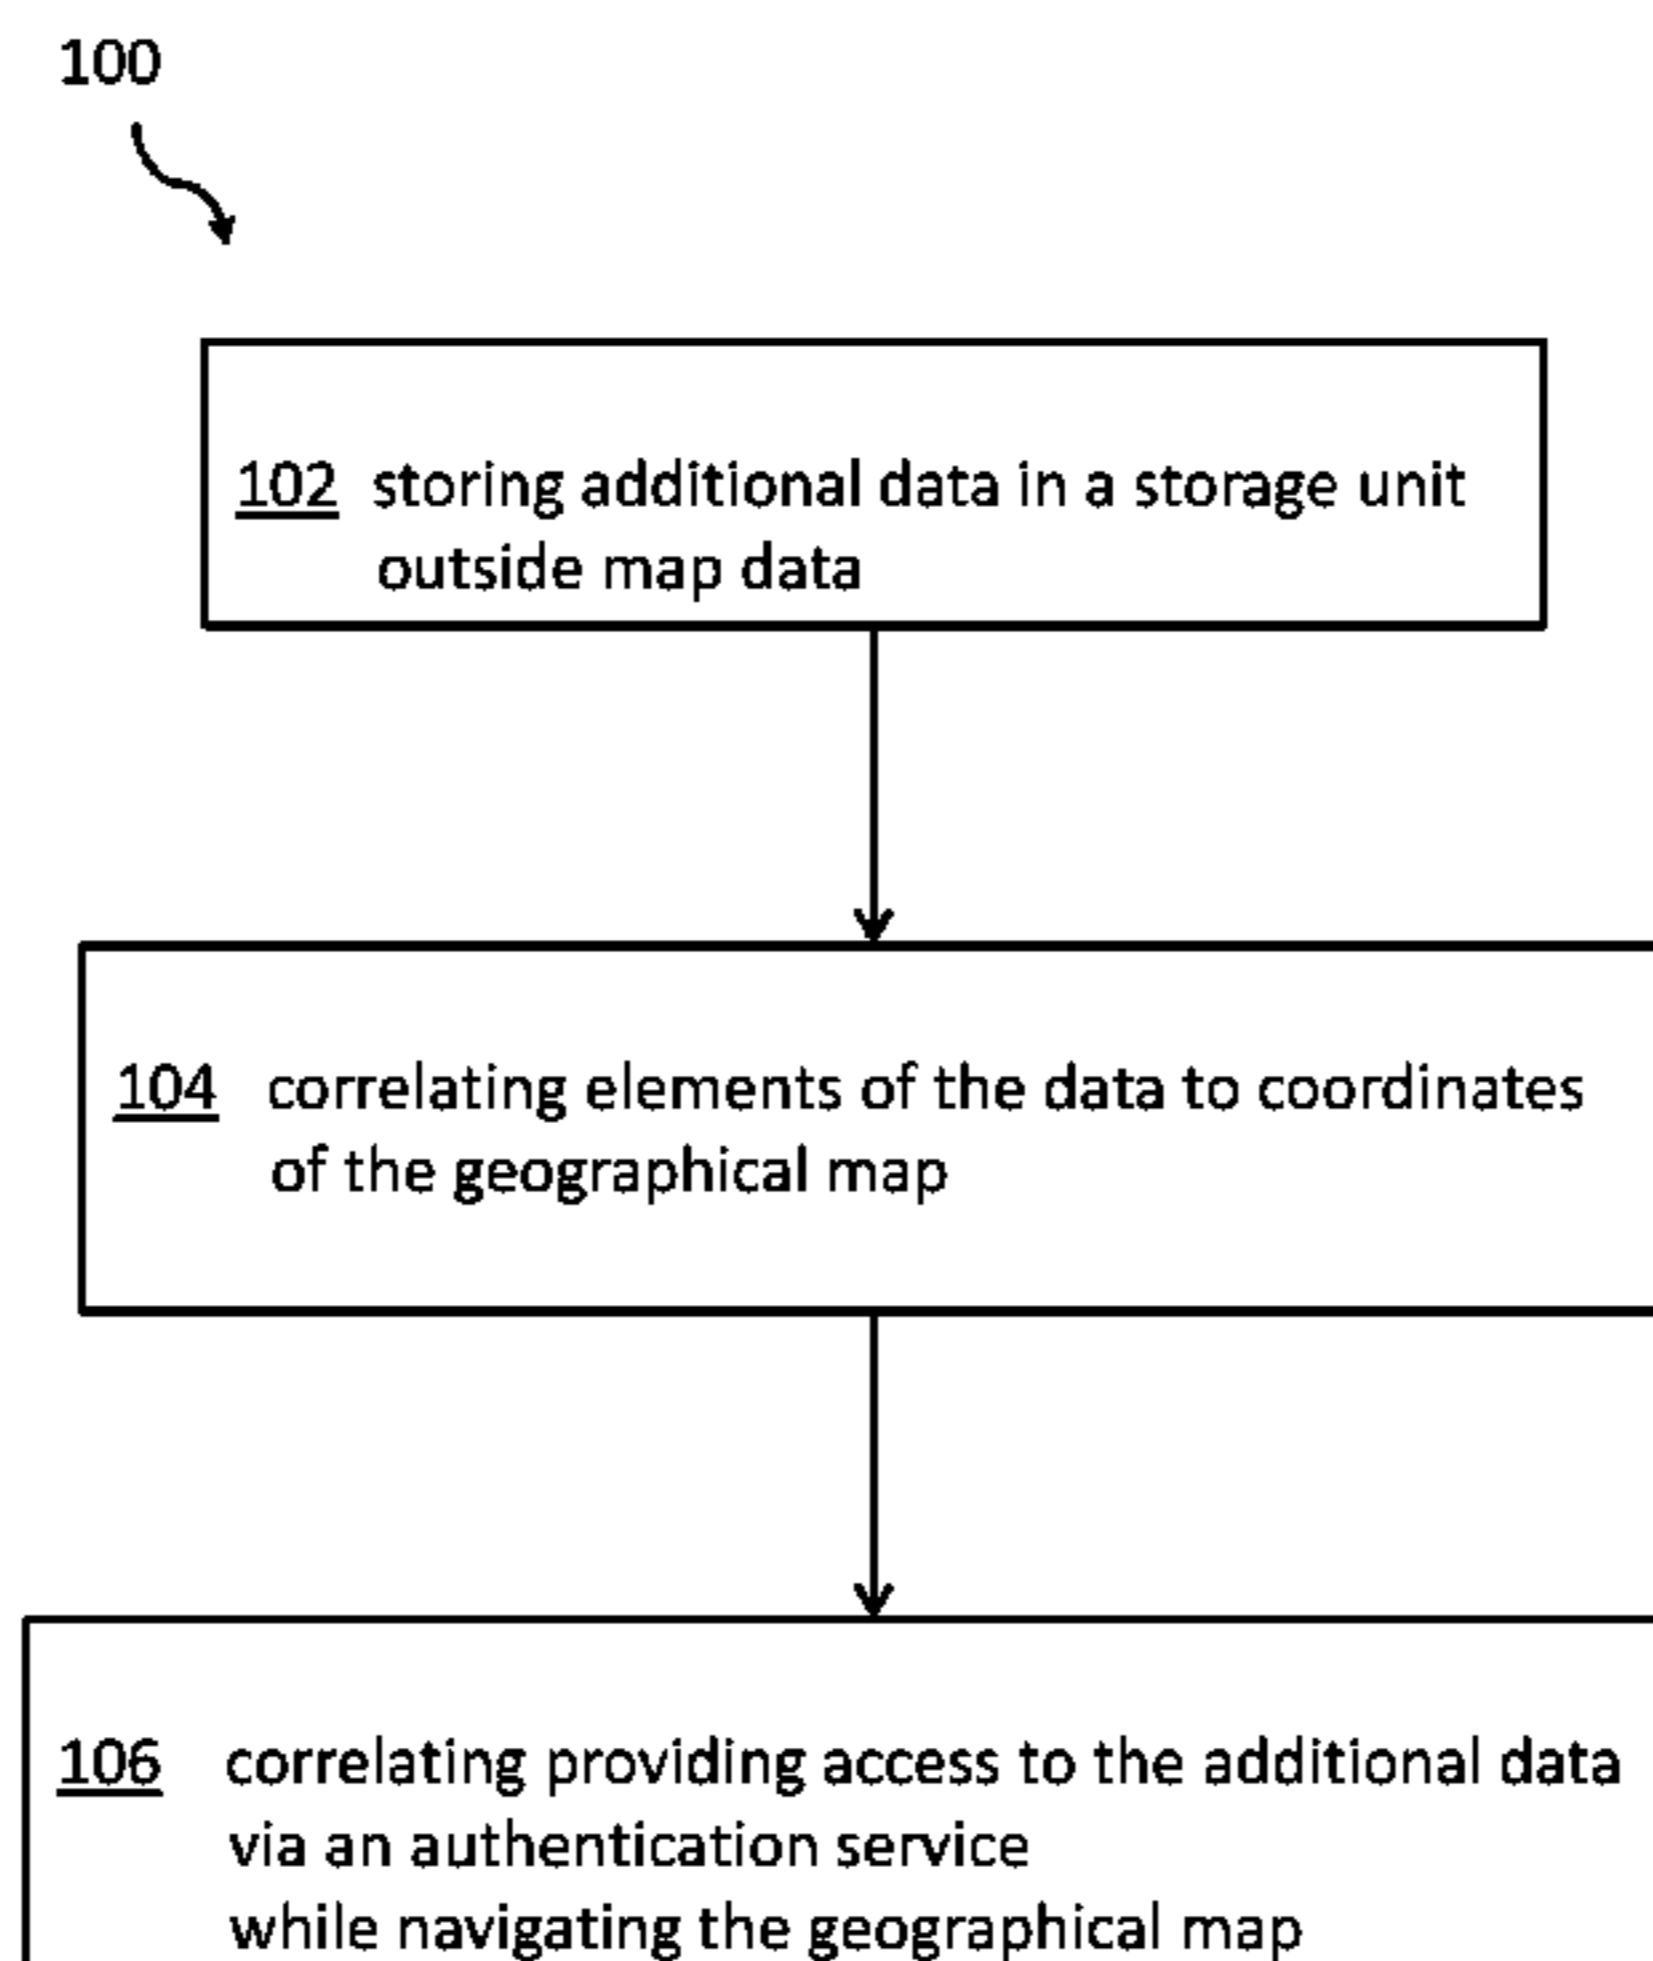 100
102 storing additional data in a storage unit
outside map data
104 correlating elements of the data to coordinates
of the geographical map
106 correlating providing access to the additional data
via an authentication service
while navigating the geographical map